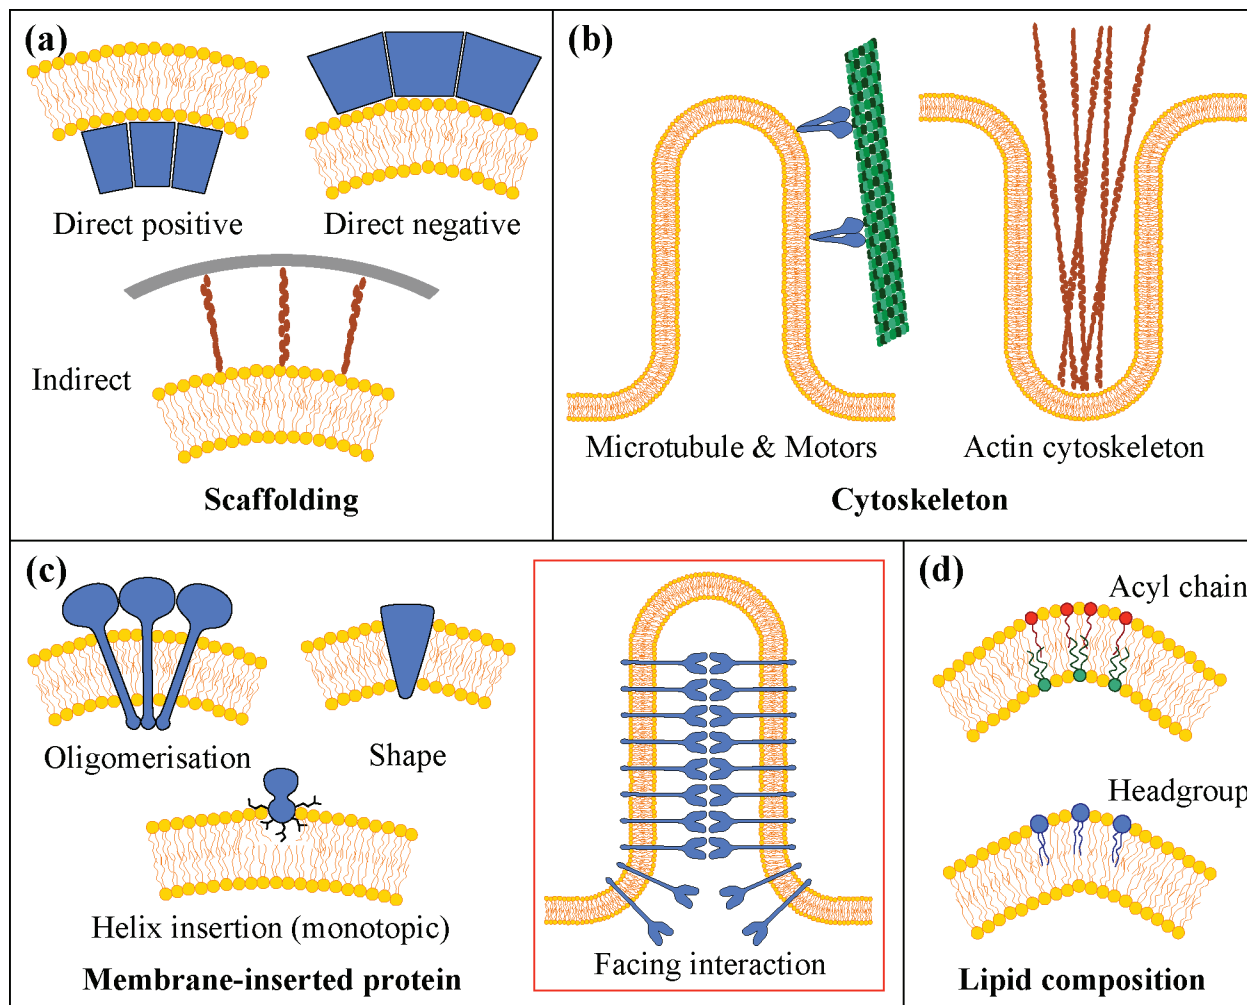 (a)
Direct positive
Direct negative
Indirect
Scaffolding
(b)
Microtubule & Motors
Actin cytoskeleton
Cytoskeleton
(c)
Oligomerisation
Shape
Helix insertion (monotopic)
Facing interaction
Membrane-inserted protein
(d)
Acyl chain
Headgroup
Lipid composition